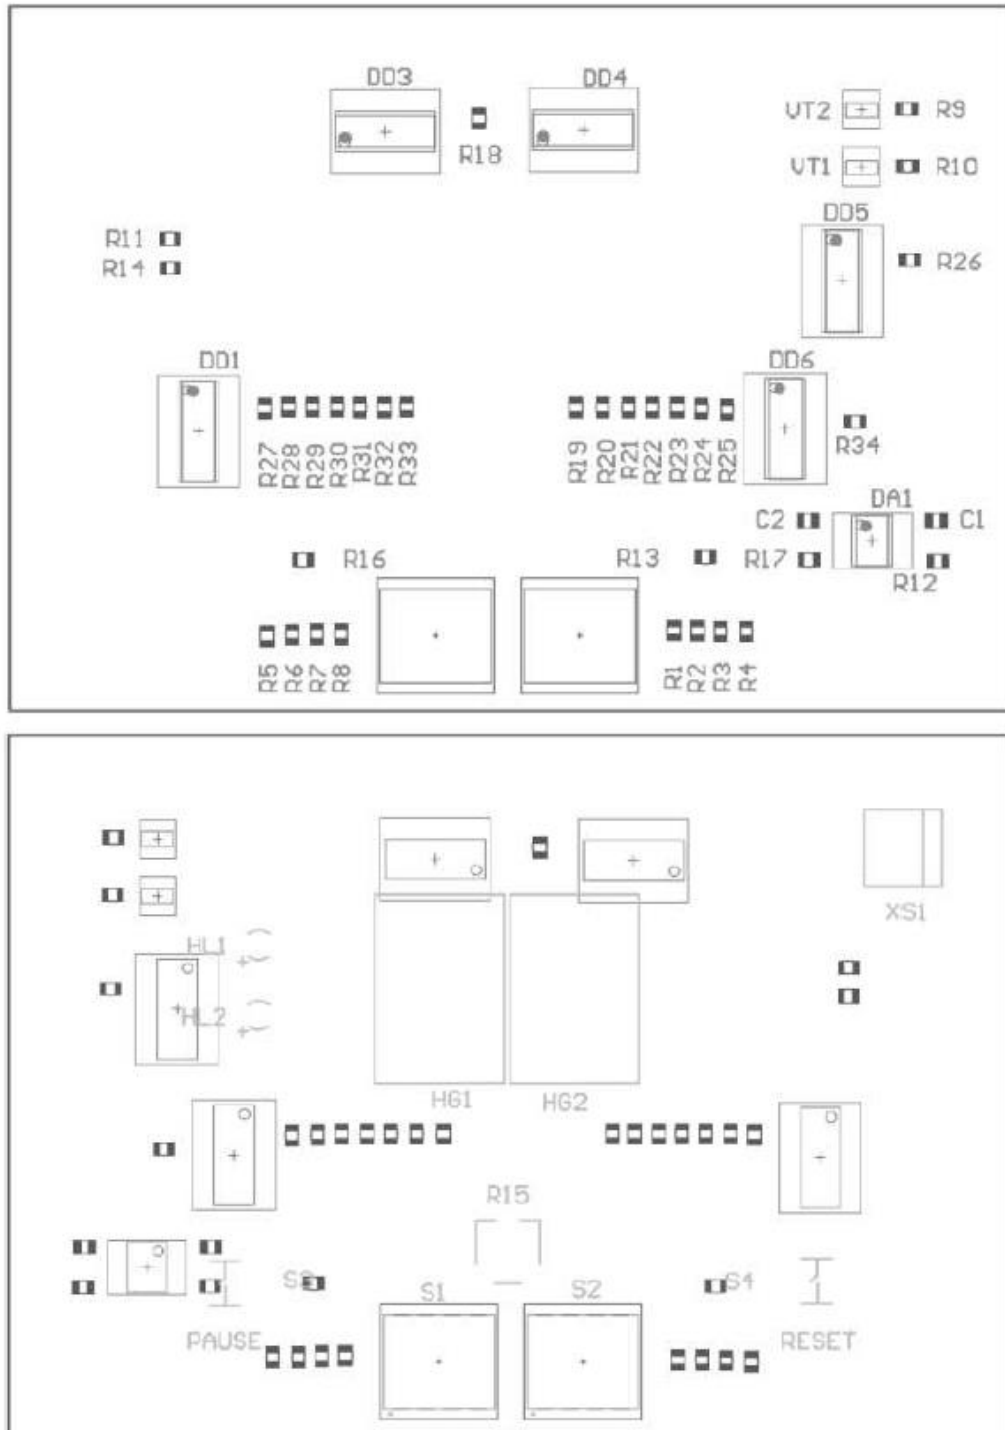 DD3 DD4
VT2 R9
R18
VT1 R10
DD5
R11
R14 R26
DD1 DD6
R27 R28 R29 R30 R31 R32 R33 R19 R20 R21 R22 R23 R24 R25 R34
C2 DA1 C1
R16 R13 R17 R12
R5 R6 R7 R8 R1 R2 R3 R4
XS1
HL1
HL2
HG1 HG2
R15
S4
S1 S2
PAUSE RESET